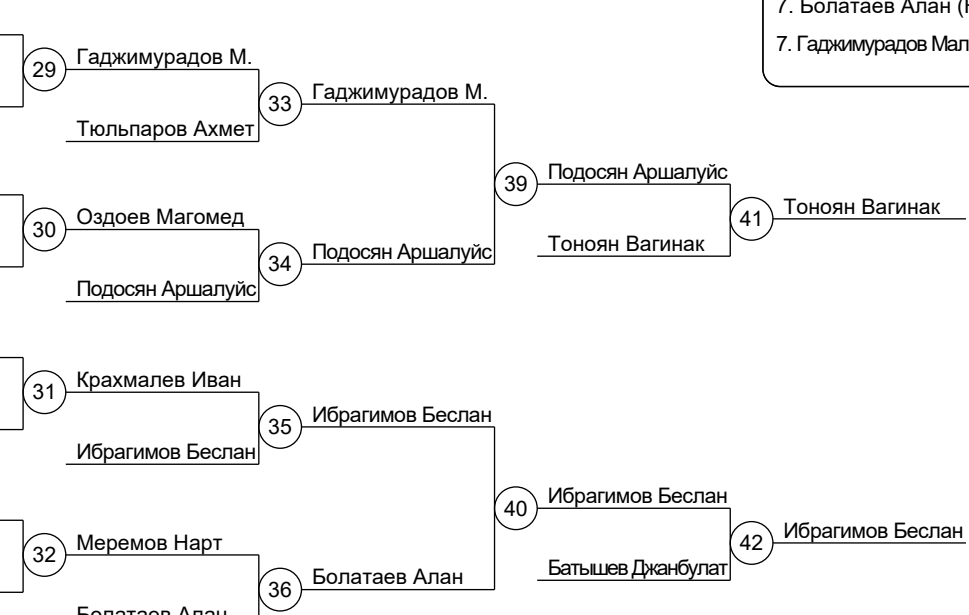 7. Болатаев Алан
7. Гаджимурадов
29 Гаджимурадов М.
33 Гаджимурадов М.
Тюльпаров Ахмет
39 Подосян Аршалуйс
41 Тоноян Вагинак
30 Оздоев Магомед
Тоноян Вагинак
34 Подосян Аршалуйс
Подосян Аршалуйс
31 Крахмалев Иван
35 Ибрагимов Беслан
Ибрагимов Беслан
40 Ибрагимов Беслан
42 Ибрагимов Беслан
32 Меремов Нарт
Батышев Джанбулат
36 Болатаев Алан
Болатаев Алан